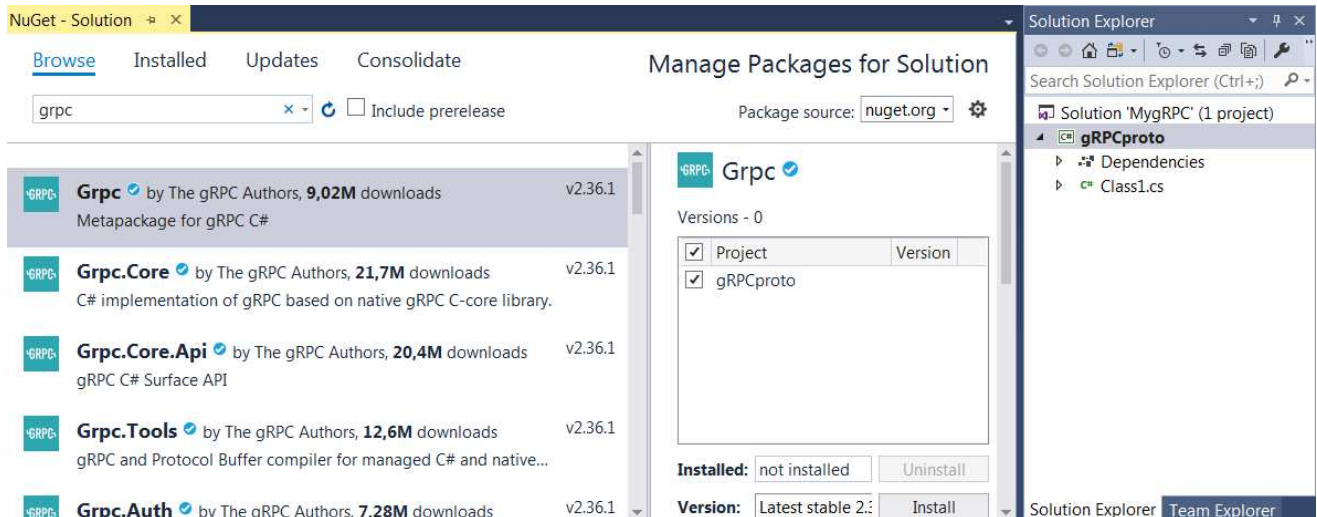 NuGet - Solution
Browse Installed Updates Consolidate
Manage Packages for Solution
grpc
Include prerelease
Package source: nuget.org
GRPC
Grpc by The gRPC Authors, 9,02M downloads v2.36.1
Metapackage for gRPC C#
GRPC
Grpc.Core by The gRPC Authors, 21,7M downloads v2.36.1
C# implementation of gRPC based on native gRPC C-core library.
GRPC
Grpc.Core.Api by The gRPC Authors, 20,4M downloads v2.36.1
gRPC C# Surface API
GRPC
Grpc.Tools by The gRPC Authors, 12,6M downloads v2.36.1
gRPC and Protocol Buffer compiler for managed C# and native...
GRPC
Grpc.Auth by The gRPC Authors, 7,28M downloads v2.36.1
GRPC
Grpc
Versions - 0
Project Version
gRPCproto
Installed: not installed Uninstall
Version: Latest stable 2.3 Install
Solution Explorer
Search Solution Explorer (Ctrl+;)
Solution 'MygRPC' (1 project)
C# gRPCproto
Dependencies
C# Class1.cs
Solution Explorer Team Explorer